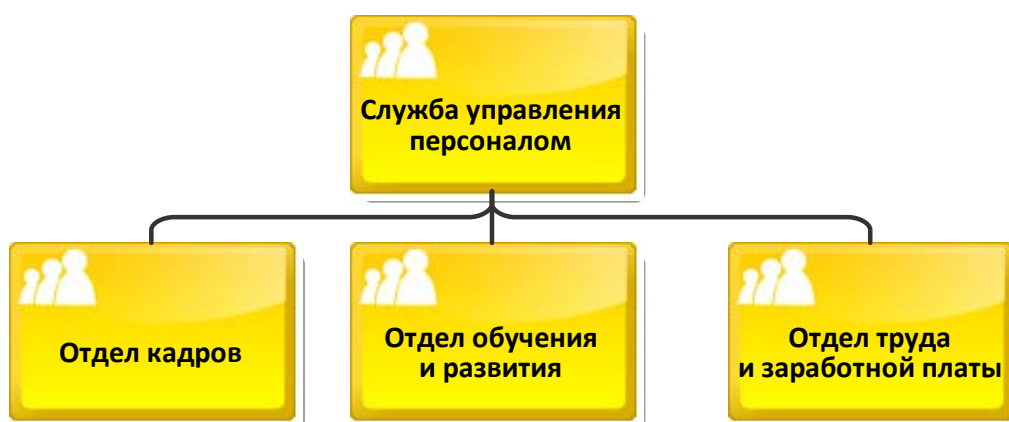 Служба управления
персоналом
Отдел кадров
Отдел обучения
и развития
Отдел труда
и заработной платы